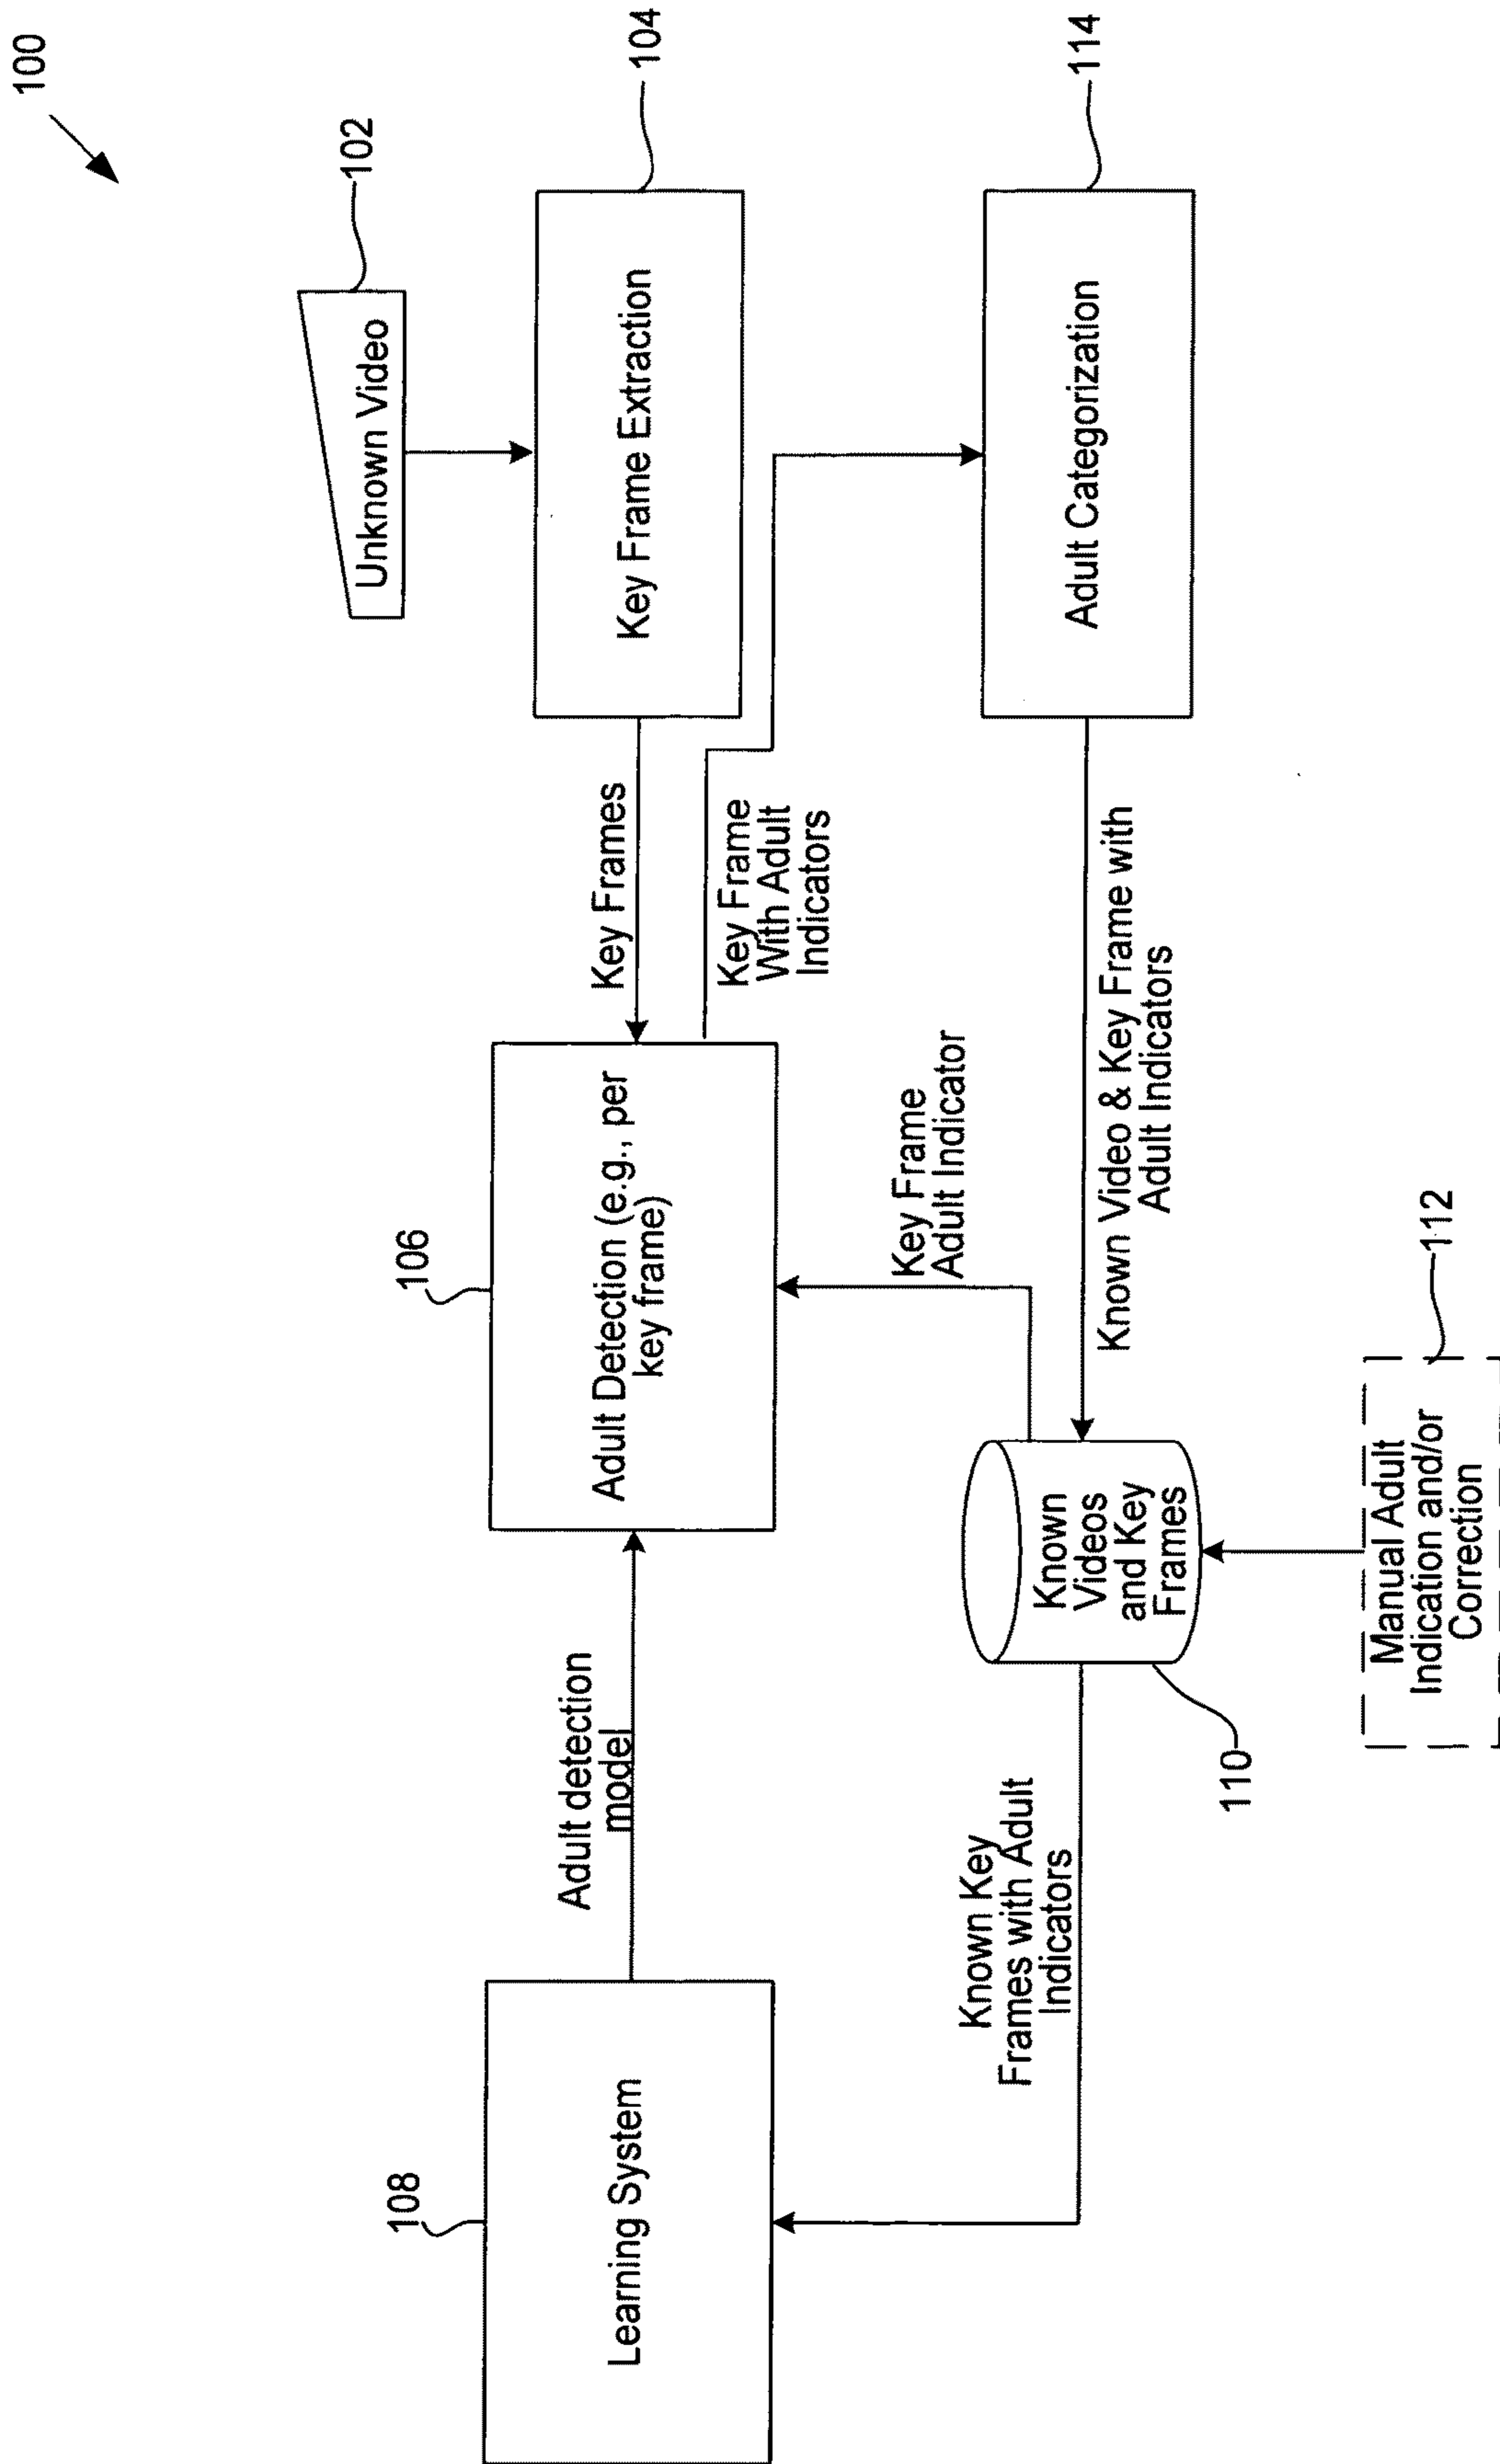 100
102
Unknown Video
104
Key Frame Extraction
Key Frames
Key Frame
With Adult
Indicators
106
Adult Detection (e.g., per
key frame)
Adult detection
model
108
Learning System
114
Adult Categorization
Known Video & Key Frame with
Adult Indicators
Key Frame
Adult Indicator
Known
Videos
and Key
Frames
110
Known Key
Frames with Adult
Indicators
112
Manual Adult
Indication and/or
Correction